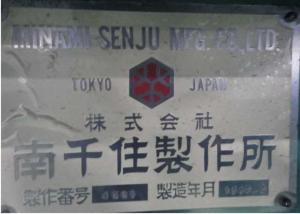 MINAMI-SENJU MFG. CO., LTD.
TOKYO JAPAN
株式会社
南千住製作所
製作番号
製造年月